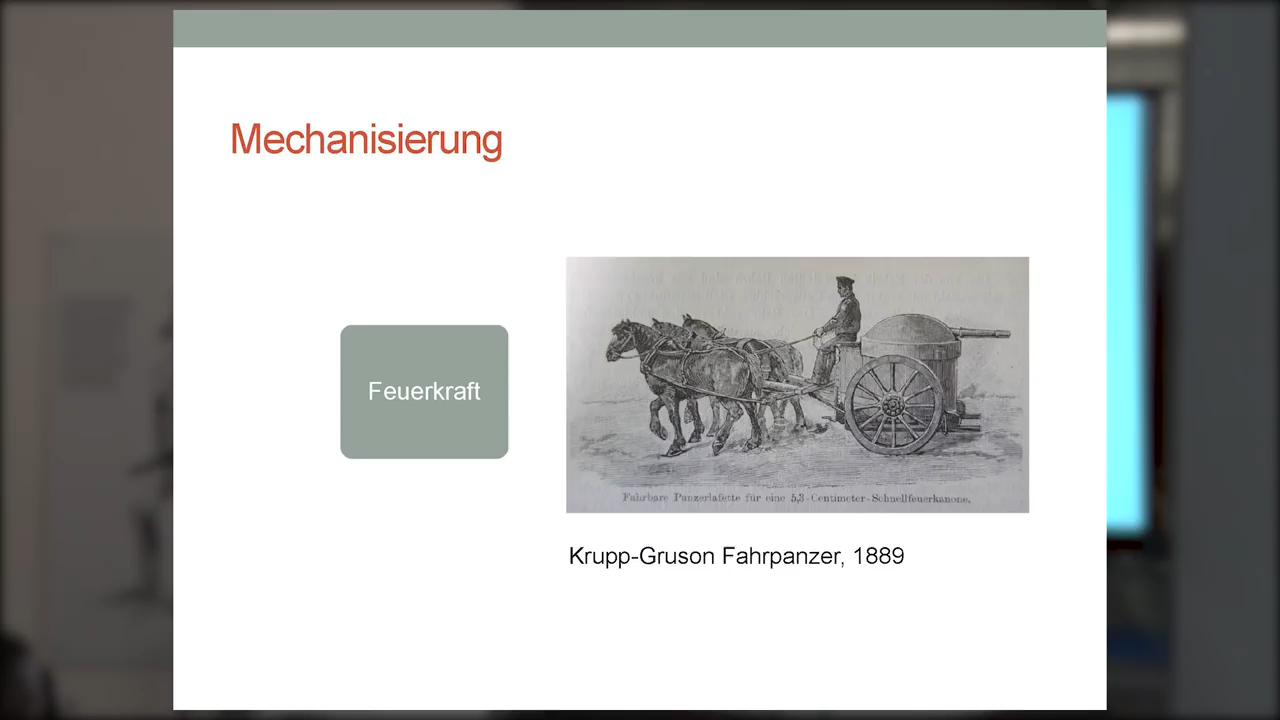 Mechanisierung
Feuerkraft
Fahrbare Panzerlafette für eine 5,3-Centimeter-Schnellfeuerkanone.
Krupp-Gruson Fahrpanzer, 1889